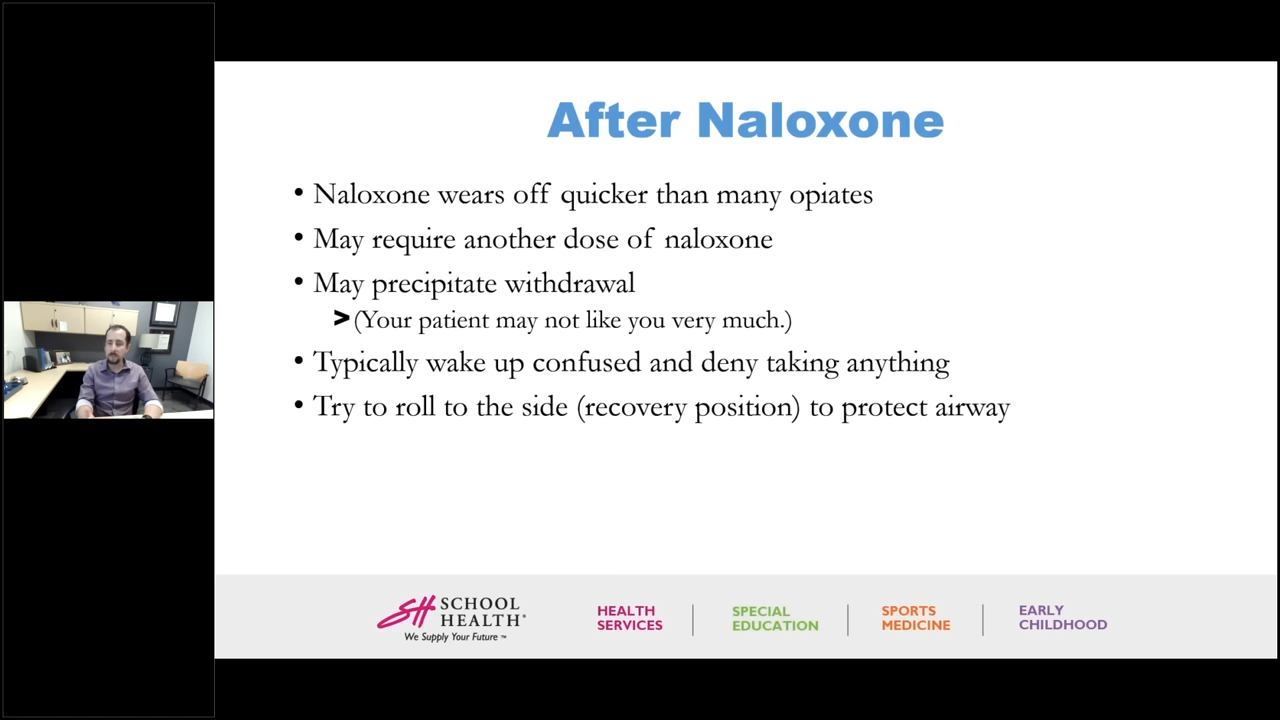 After Naloxone
• Naloxone wears off quicker than many opiates
• May require another dose of naloxone
• May precipitate withdrawal
>(Your patient may not like you very much.)
• Typically wake up confused and deny taking anything
• Try to roll to the side (recovery position) to protect airway
SH SCHOOL
HEALTH®
We Supply Your Future ™
HEALTH
SERVICES
SPECIAL
EDUCATION
SPORTS
MEDICINE
EARLY
CHILDHOOD